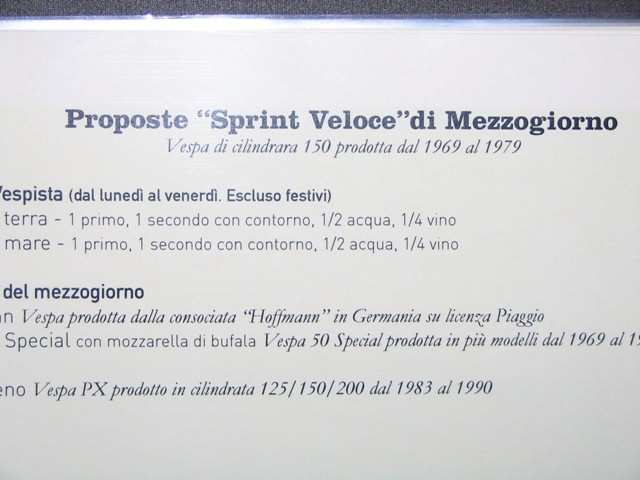 Proposte “Sprint Veloce”di Mezzogiorno
Vespa di cilindrara 150 prodotta dal 1969 al 1979
Vespista (dal lunedì al venerdì. Escluso festivi)
terra - 1 primo, 1 secondo con contorno, 1/2 acqua, 1/4 vino
mare - 1 primo, 1 secondo con contorno, 1/2 acqua, 1/4 vino
del mezzogiorno
Vespa prodotta dalla consociata “Hoffmann” in Germania su licenza Piaggio
Special con mozzarella di bufala Vespa 50 Special prodotta in più modelli dal 1969 al
Vespa PX prodotto in cilindrata 125/150/200 dal 1983 al 1990